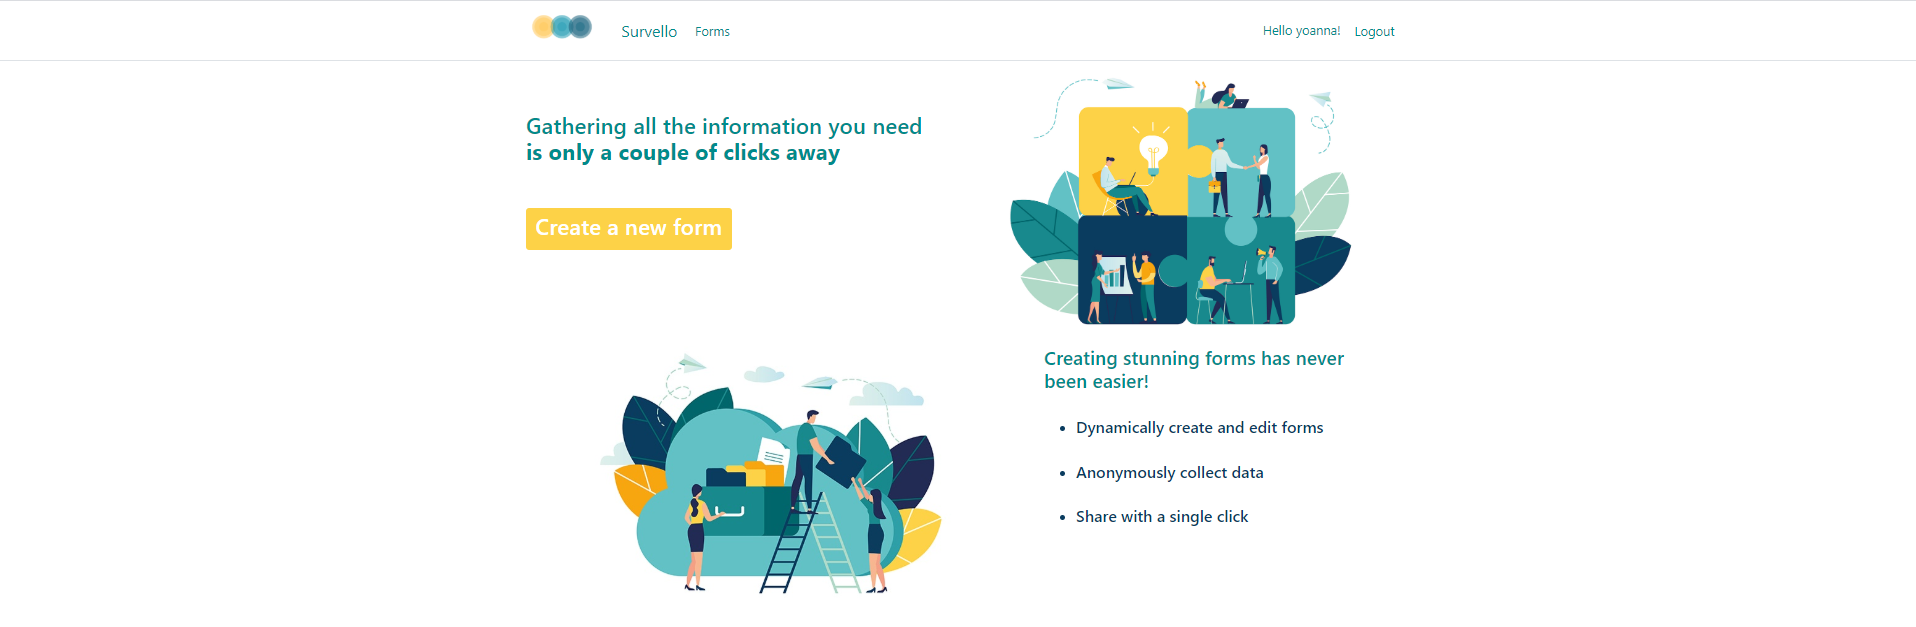 Survello Forms Hello yoanna! Logout
Gathering all the information you need
is only a couple of clicks away
Create a new form
Creating stunning forms has never
been easier!
Dynamically create and edit forms
Anonymously collect data
Share with a single click